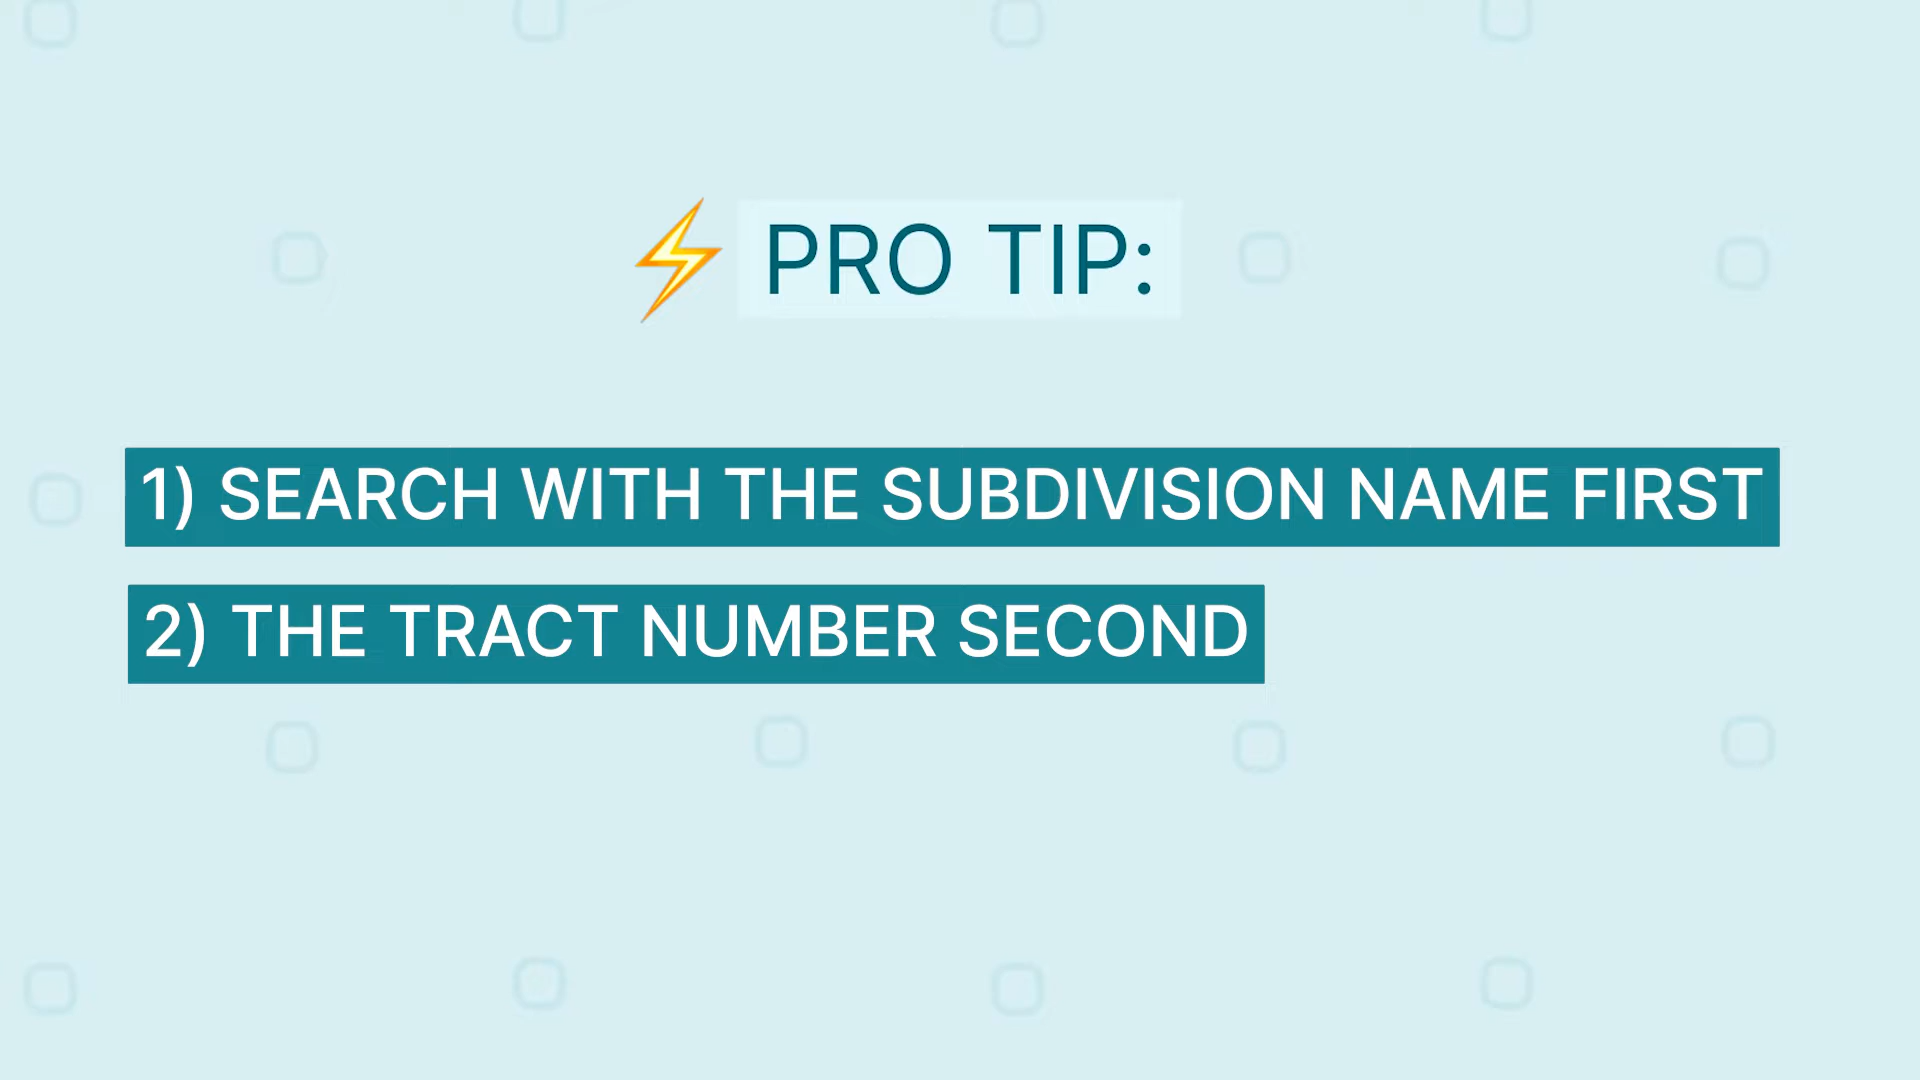 ⚡ PRO TIP:
1) SEARCH WITH THE SUBDIVISION NAME FIRST
2) THE TRACT NUMBER SECOND